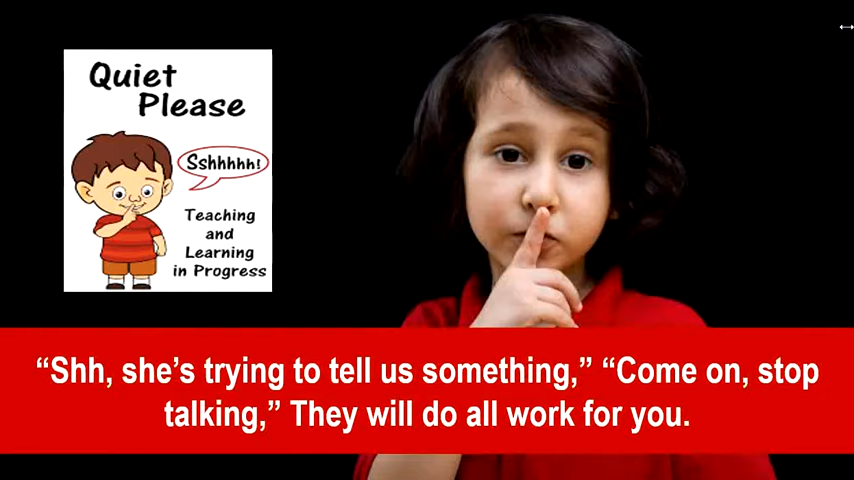 Quiet
Please
Sshhhhh!
Teaching
and
Learning
in Progress
“Shh, she’s trying to tell us something,” “Come on, stop
talking,” They will do all work for you.